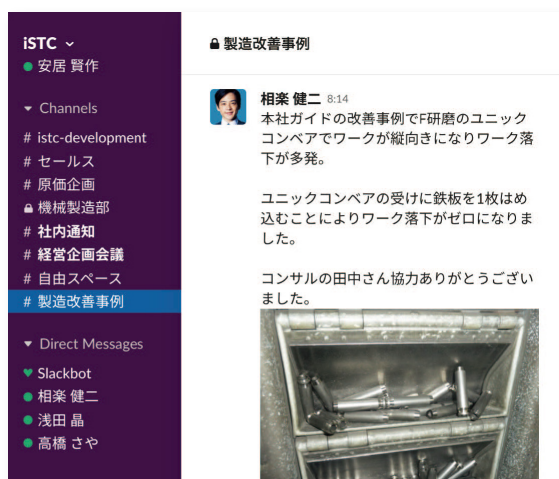 iSTC
安居 賢作
Channels
# istc-development
# セールス
# 原価企画
機械製造部
# 社内通知
# 経営企画会議
# 自由スペース
# 製造改善事例
Direct Messages
Slackbot
相楽 健二
浅田 晶
高橋 さや
製造改善事例
相楽 健二 8:14
本社ガイドの改善事例でF研磨のユニック
コンベアでワークが縦向きになりワーク落
下が多発。
ユニックコンベアの受けに鉄板を1枚はめ
込むことによりワーク落下がゼロになりま
した。
コンサルの田中さん協力ありがとうござい
ました。